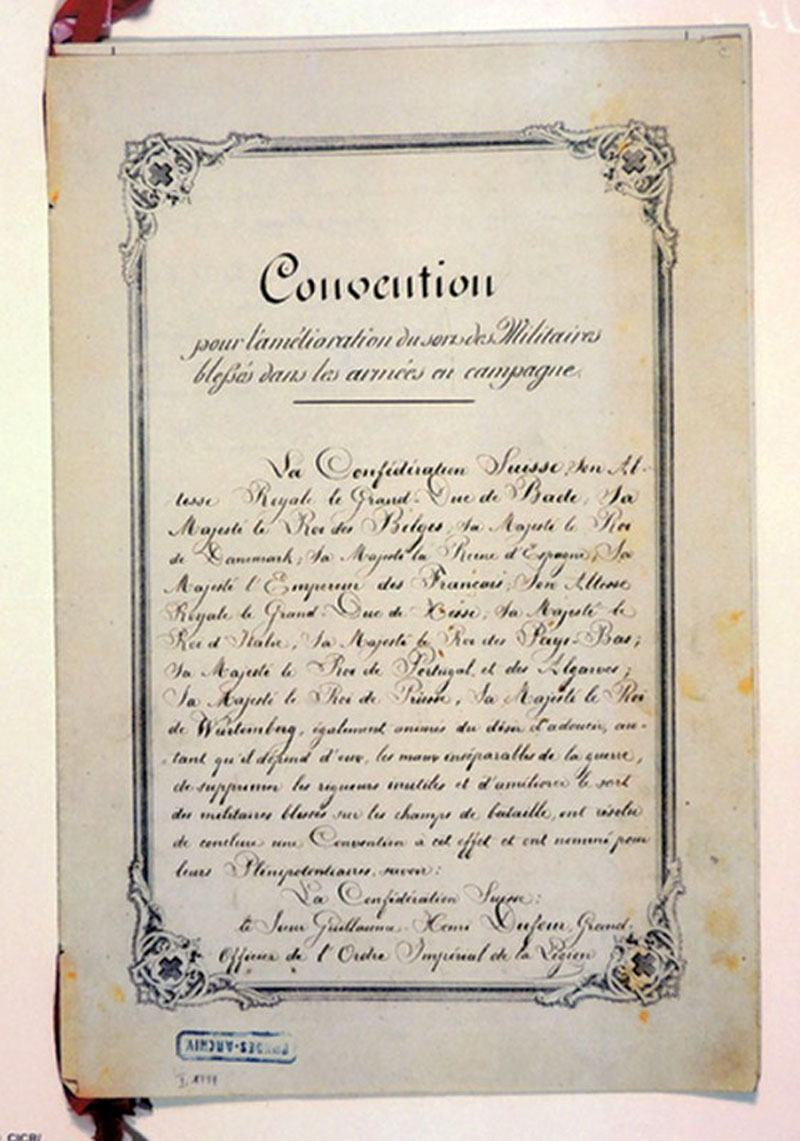 Convention
pour l'amélioration du sort des Militaires
blessés dans les armées en campagne.
La Confédération Suisse; Son Al-
tesse Royale le Grand-Duc de Bade; Sa
Majesté le Roi des Belges; Sa Majesté le Roi
de Danemark; Sa Majesté la Reine d'Espagne; Sa
Majesté l'Empereur des Français; Son Altesse
Royale le Grand-Duc de Hesse; Sa Majesté le
Roi d'Italie; Sa Majesté le Roi des Pays-Bas;
Sa Majesté le Roi de Portugal et des Algarves;
Sa Majesté le Roi de Prusse, Sa Majesté le Roi
de Würtemberg, également animés du désir d'adoucir, au-
tant qu'il dépend d'eux, les maux inséparables de la guerre,
de supprimer les rigueurs inutiles et d'améliorer le sort
des militaires blessés sur les champs de bataille, ont résolu
de conclure une Convention à cet effet et ont nommé pour
leurs Plénipotentiaires, savoir:
La Confédération Suisse:
le Sieur Guillaume-Henri Dufour, Grand
Officier de l'Ordre Impérial de la Légion
BUNDES-ARCHIV
CICR/